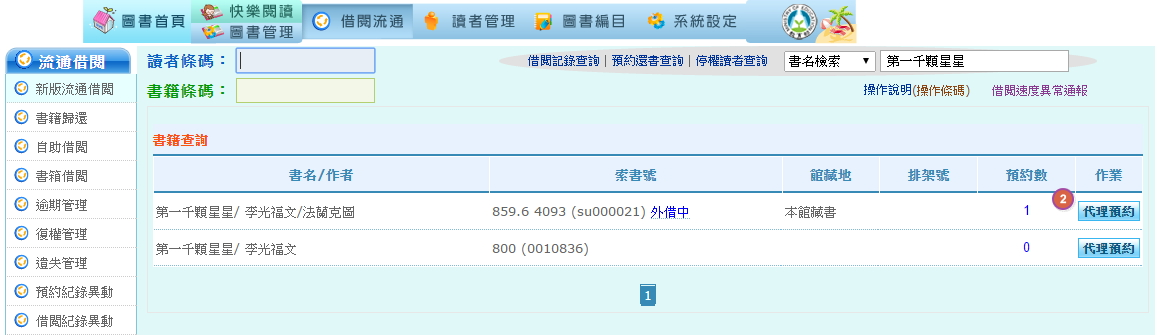 圖書首頁
快樂閱讀
圖書管理
借閱流通
讀者管理
圖書編目
系統設定
流通借閱
新版流通借閱
書籍歸還
自助借閱
書箱借閱
逾期管理
復權管理
遺失管理
預約紀錄異動
借閱紀錄異動
讀者條碼：
借閱記錄查詢 | 預約還書查詢 | 停權讀者查詢
書名檢索
第一千顆星星
書籍條碼：
操作說明(操作條碼)
借閱速度異常通報
書籍查詢
書名/作者 索書號 館藏地 排架號 預約數 作業
2
第一千顆星星/ 李光福文/法蘭克圖 859.6 4093 (su000021) 外借中 本館藏書 1 代理預約
第一千顆星星/ 李光福文 800 (0010836) 0 代理預約
1